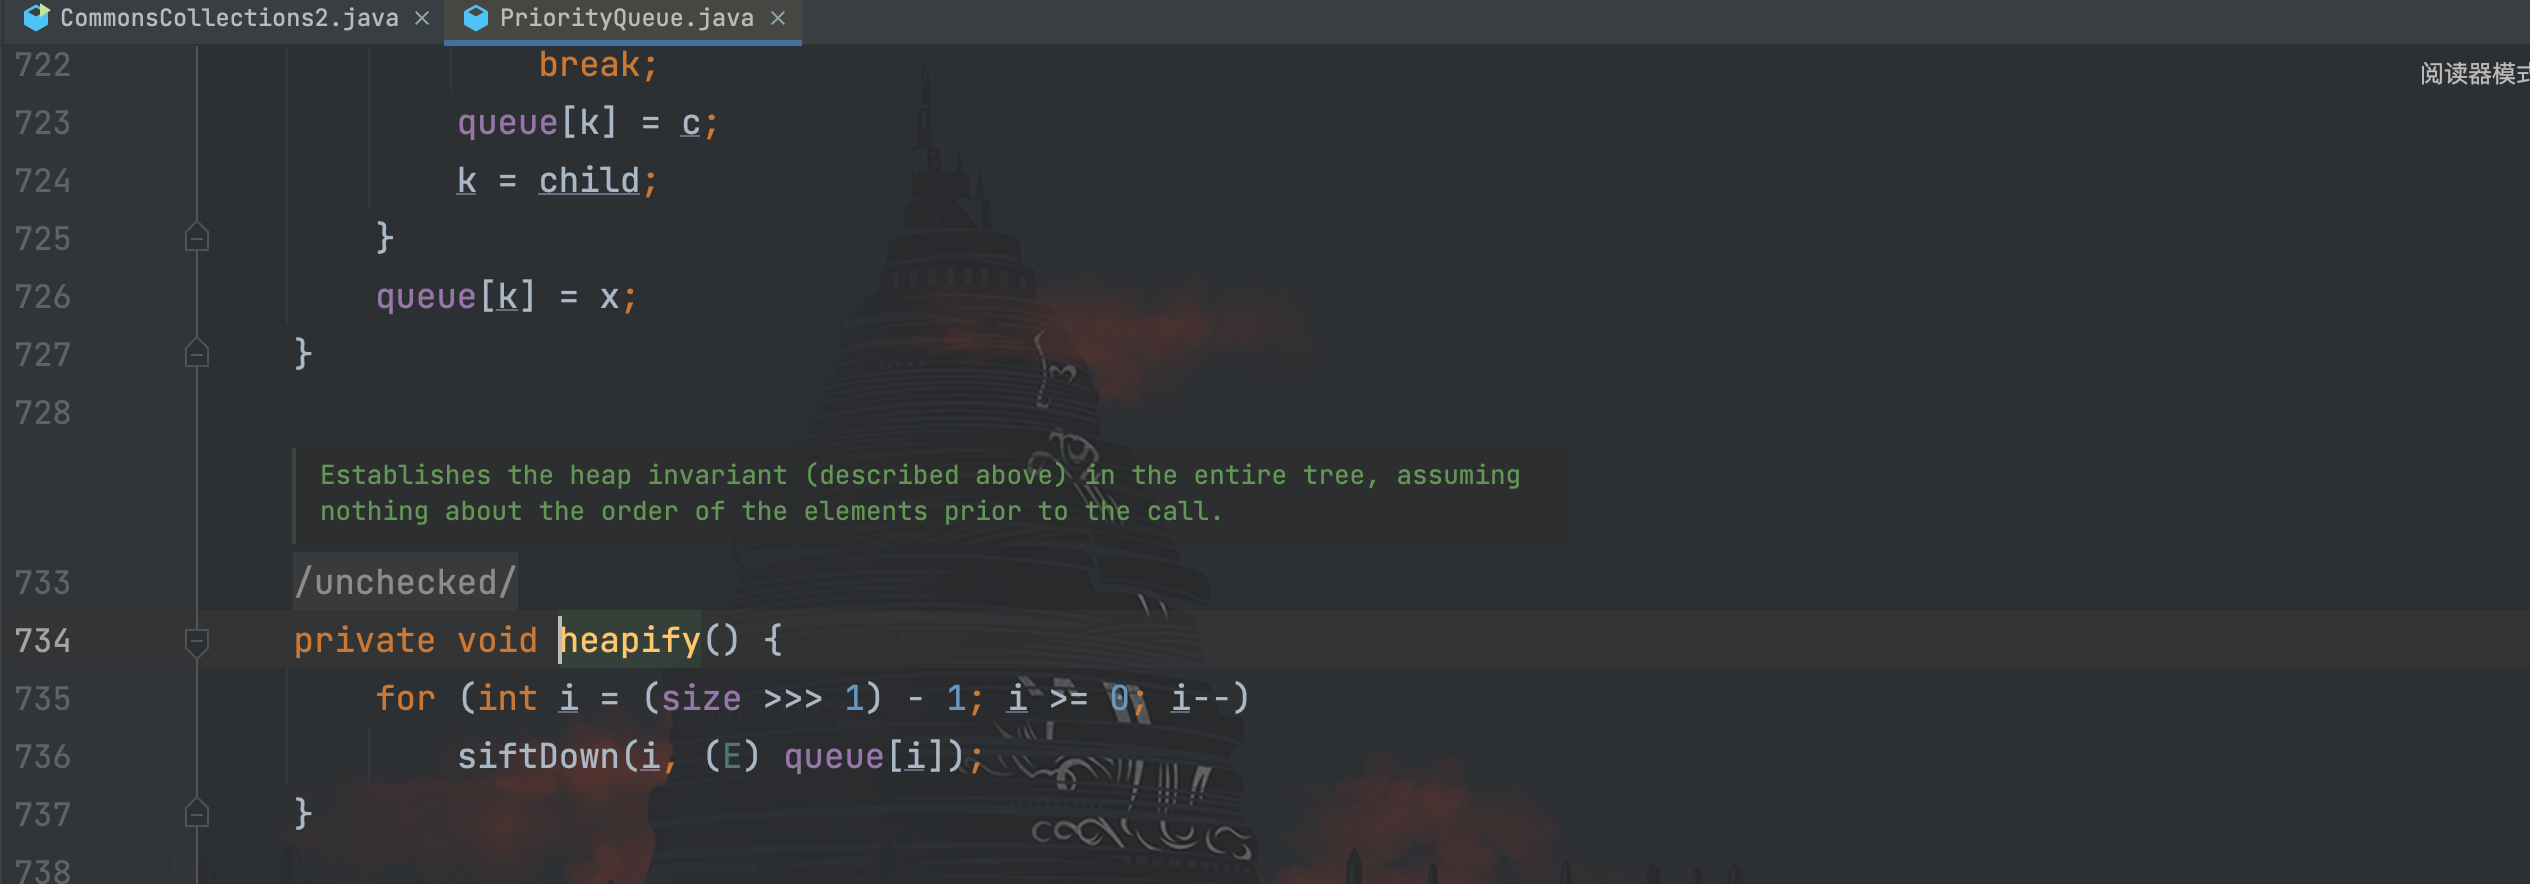 CommonsCollections2.java × PriorityQueue.java ×
阅读器模式
722 break;
723 queue[k] = c;
724 k = child;
725 }
726 queue[k] = x;
727 }
728
Establishes the heap invariant (described above) in the entire tree, assuming
nothing about the order of the elements prior to the call.
733 /unchecked/
734 private void heapify() {
735 for (int i = (size >>> 1) - 1; i >= 0; i--)
736 siftDown(i, (E) queue[i]);
737 }
738